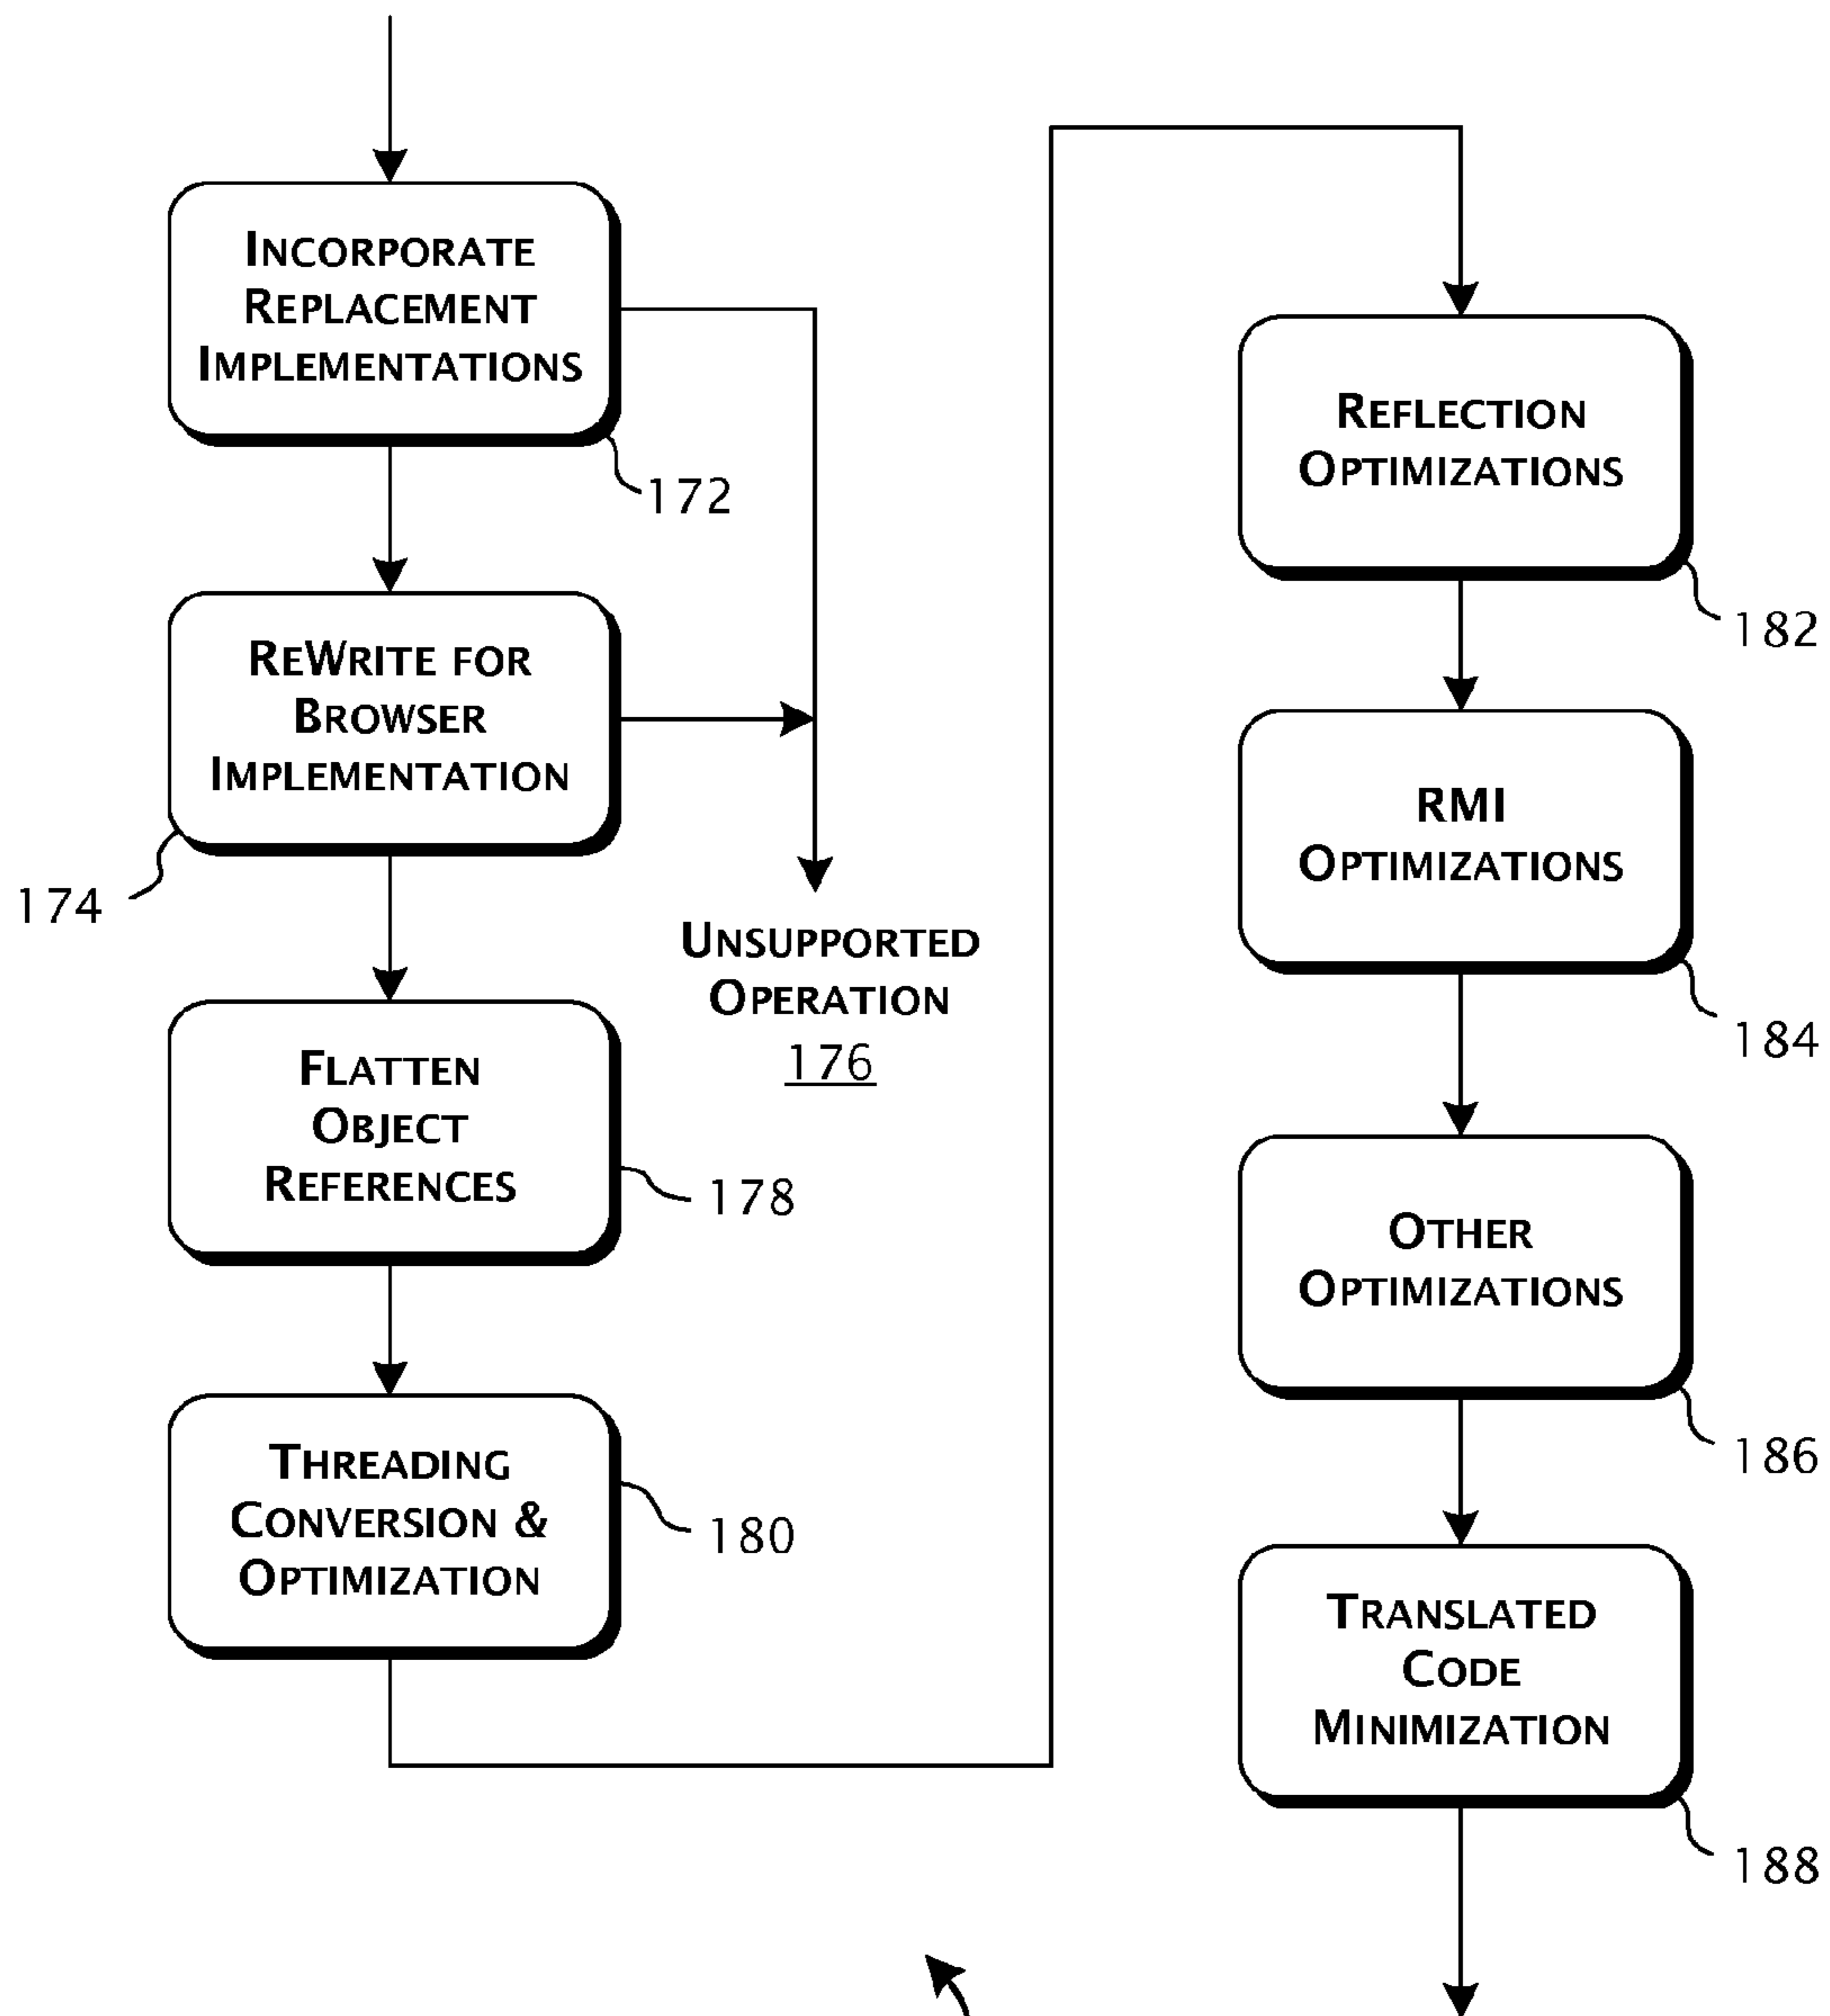 INCORPORATE
REPLACEMENT
IMPLEMENTATIONS
172
REWRITE FOR
BROWSER
IMPLEMENTATION
174
UNSUPPORTED
OPERATION
176
FLATTEN
OBJECT
REFERENCES
178
THREADING
CONVERSION &
OPTIMIZATION
180
REFLECTION
OPTIMIZATIONS
182
RMI
OPTIMIZATIONS
184
OTHER
OPTIMIZATIONS
186
TRANSLATED
CODE
MINIMIZATION
188